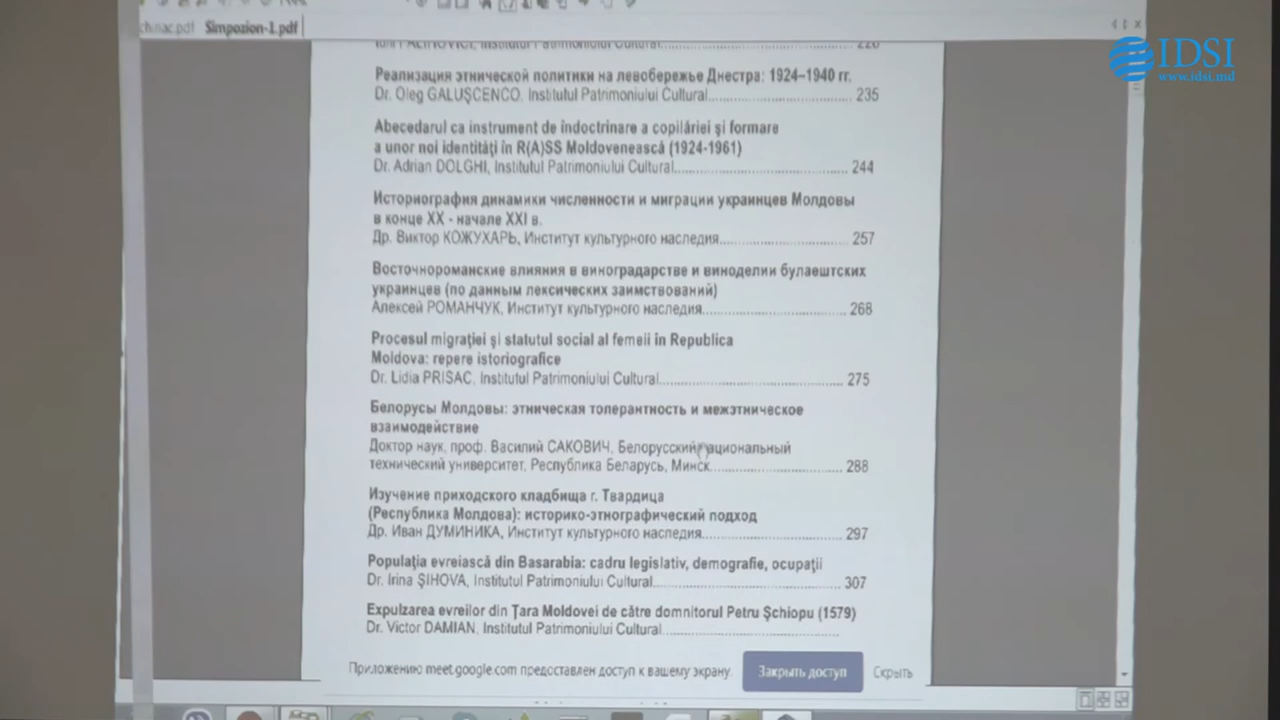 chinac.pdf Simpozion-1.pdf
IDSI
www.idsi.md
Institutul Patrimoniului Cultural 220
Реализация этнической политики на левобережье Днестра: 1924–1940 гг.
Dr. Oleg GALUŞCENCO, Institutul Patrimoniului Cultural 235
Abecedarul ca instrument de îndoctrinare a copilăriei şi formare
a unor noi identităţi în R(A)SS Moldovenească (1924-1961)
Dr. Adrian DOLGHI, Institutul Patrimoniului Cultural 244
Историография динамики численности и миграции украинцев Молдовы
в конце XX - начале XXI в.
Др. Виктор КОЖУХАРЬ, Институт культурного наследия 257
Восточнороманские влияния в виноградарстве и виноделии булаештских
украинцев (по данным лексических заимствований)
Алексей РОМАНЧУК, Институт культурного наследия 268
Procesul migraţiei şi statutul social al femeii în Republica
Moldova: repere istoriografice
Dr. Lidia PRISAC, Institutul Patrimoniului Cultural 275
Белорусы Молдовы: этническая толерантность и межэтническое
взаимодействие
Доктор наук, проф. Василий САКОВИЧ, Белорусский национальный
технический университет, Республика Беларусь, Минск 288
Изучение приходского кладбища г. Твардица
(Республика Молдова): историко-этнографический подход
Др. Иван ДУМИНИКА, Институт культурного наследия 297
Populaţia evreiască din Basarabia: cadru legislativ, demografie, ocupaţii
Dr. Irina ŞIHOVA, Institutul Patrimoniului Cultural 307
Expulzarea evreilor din Ţara Moldovei de către domnitorul Petru Şchiopu (1579)
Dr. Victor DAMIAN, Institutul Patrimoniului Cultural
Приложению meet.google.com предоставлен доступ к вашему экрану. Закрыть доступ Скрыть